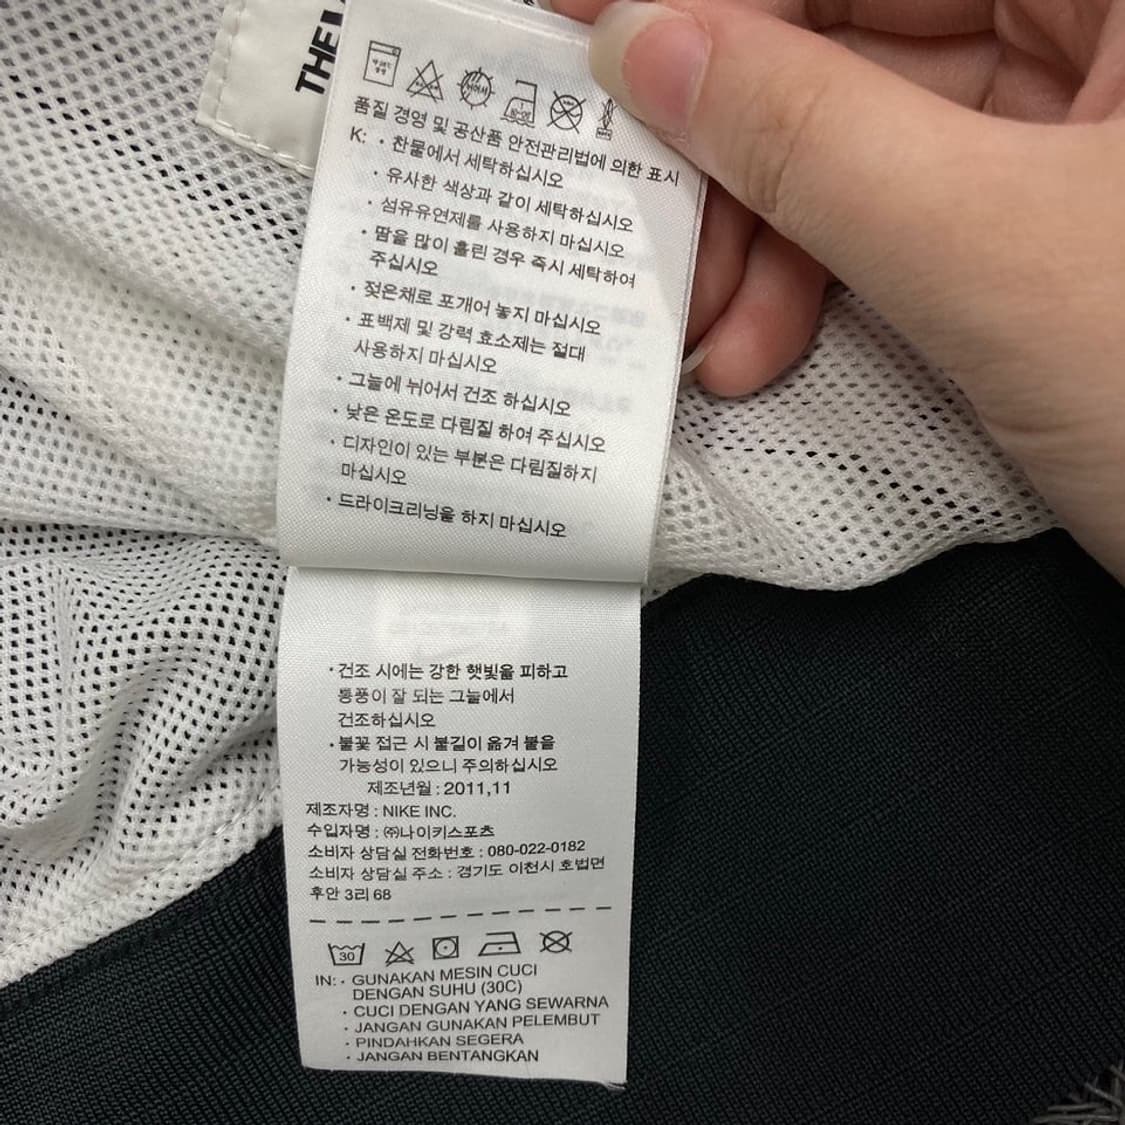 THE
품질 경영 및 공산품 안전관리법에 의한 표시
K: · 찬물에서 세탁하십시오
· 유사한 색상과 같이 세탁하십시오
· 섬유유연제를 사용하지 마십시오
· 땀을 많이 흘린 경우 즉시 세탁하여
주십시오
· 젖은채로 포개어 놓지 마십시오
· 표백제 및 강력 효소제는 절대
사용하지 마십시오
· 그늘에 뉘어서 건조 하십시오
· 낮은 온도로 다림질 하여 주십시오
· 디자인이 있는 부분은 다림질하지
마십시오
· 드라이크리닝을 하지 마십시오
· 건조 시에는 강한 햇빛을 피하고
통풍이 잘 되는 그늘에서
건조하십시오
· 불꽃 접근 시 불길이 옮겨 붙을
가능성이 있으니 주의하십시오
제조년월 : 2011,11
제조자명 : NIKE INC.
수입자명 : ㈜나이키스포츠
소비자 상담실 전화번호 : 080-022-0182
소비자 상담실 주소 : 경기도 이천시 호법면
후안 3리 68
30
IN: · GUNAKAN MESIN CUCI
DENGAN SUHU (30C)
· CUCI DENGAN YANG SEWARNA
· JANGAN GUNAKAN PELEMBUT
· PINDAHKAN SEGERA
· JANGAN BENTANGKAN